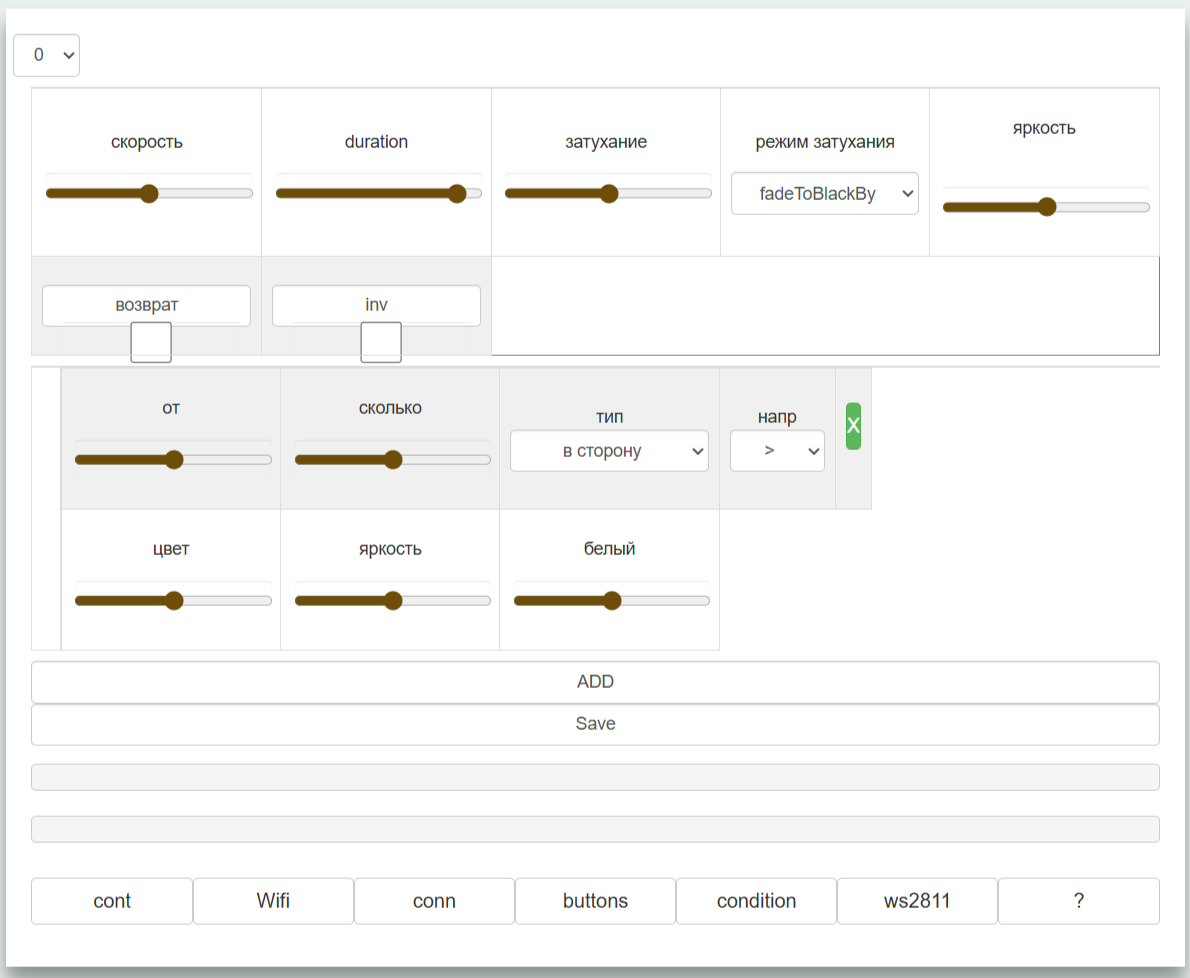 0
скорость duration затухание режим затухания яркость
fadeToBlackBy
возврат inv
от сколько тип напр X
в сторону >
цвет яркость белый
ADD
Save
cont Wifi conn buttons condition ws2811 ?